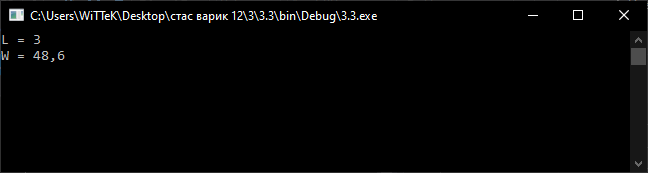 C:\Users\WiTTeK\Desktop\стас варик 12\3\3.3\bin\Debug\3.3.exe
L = 3
W = 48,6